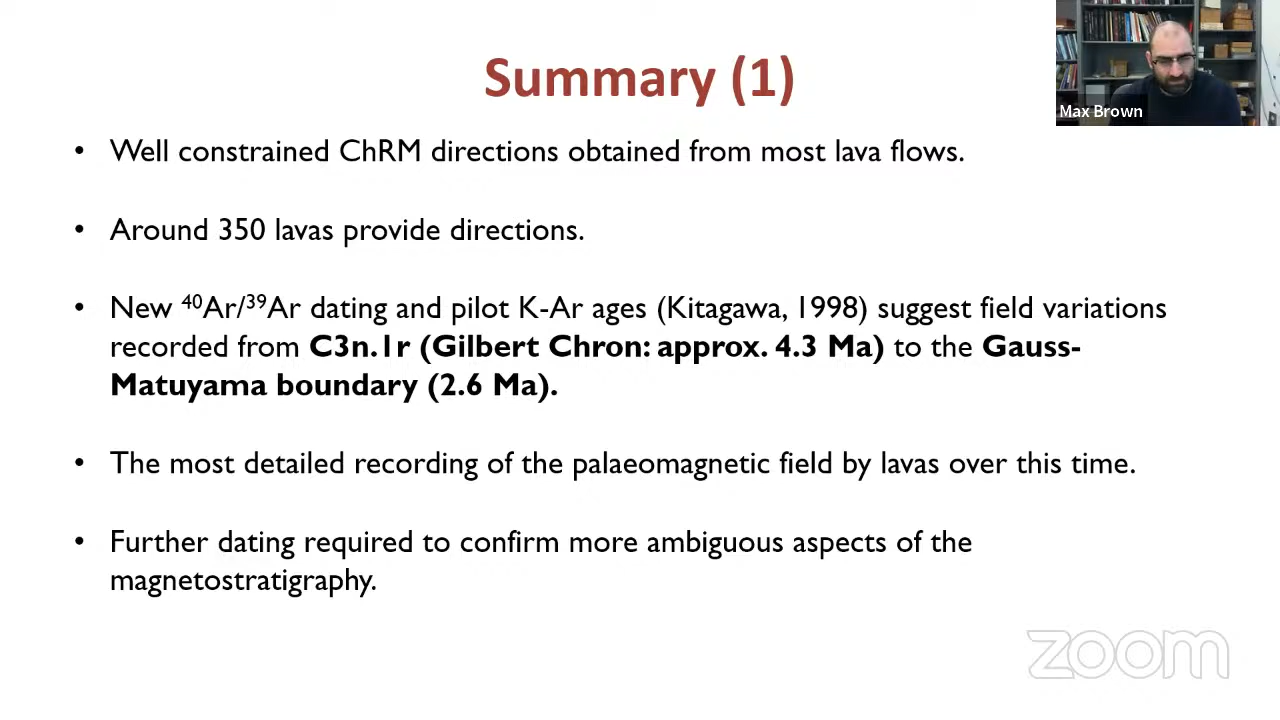 Summary (1)
Max Brown
• Well constrained ChRM directions obtained from most lava flows.
• Around 350 lavas provide directions.
• New ⁴⁰Ar/³⁹Ar dating and pilot K-Ar ages (Kitagawa, 1998) suggest field variations
recorded from C3n.1r (Gilbert Chron: approx. 4.3 Ma) to the Gauss-
Matuyama boundary (2.6 Ma).
• The most detailed recording of the palaeomagnetic field by lavas over this time.
• Further dating required to confirm more ambiguous aspects of the
magnetostratigraphy.
zoom